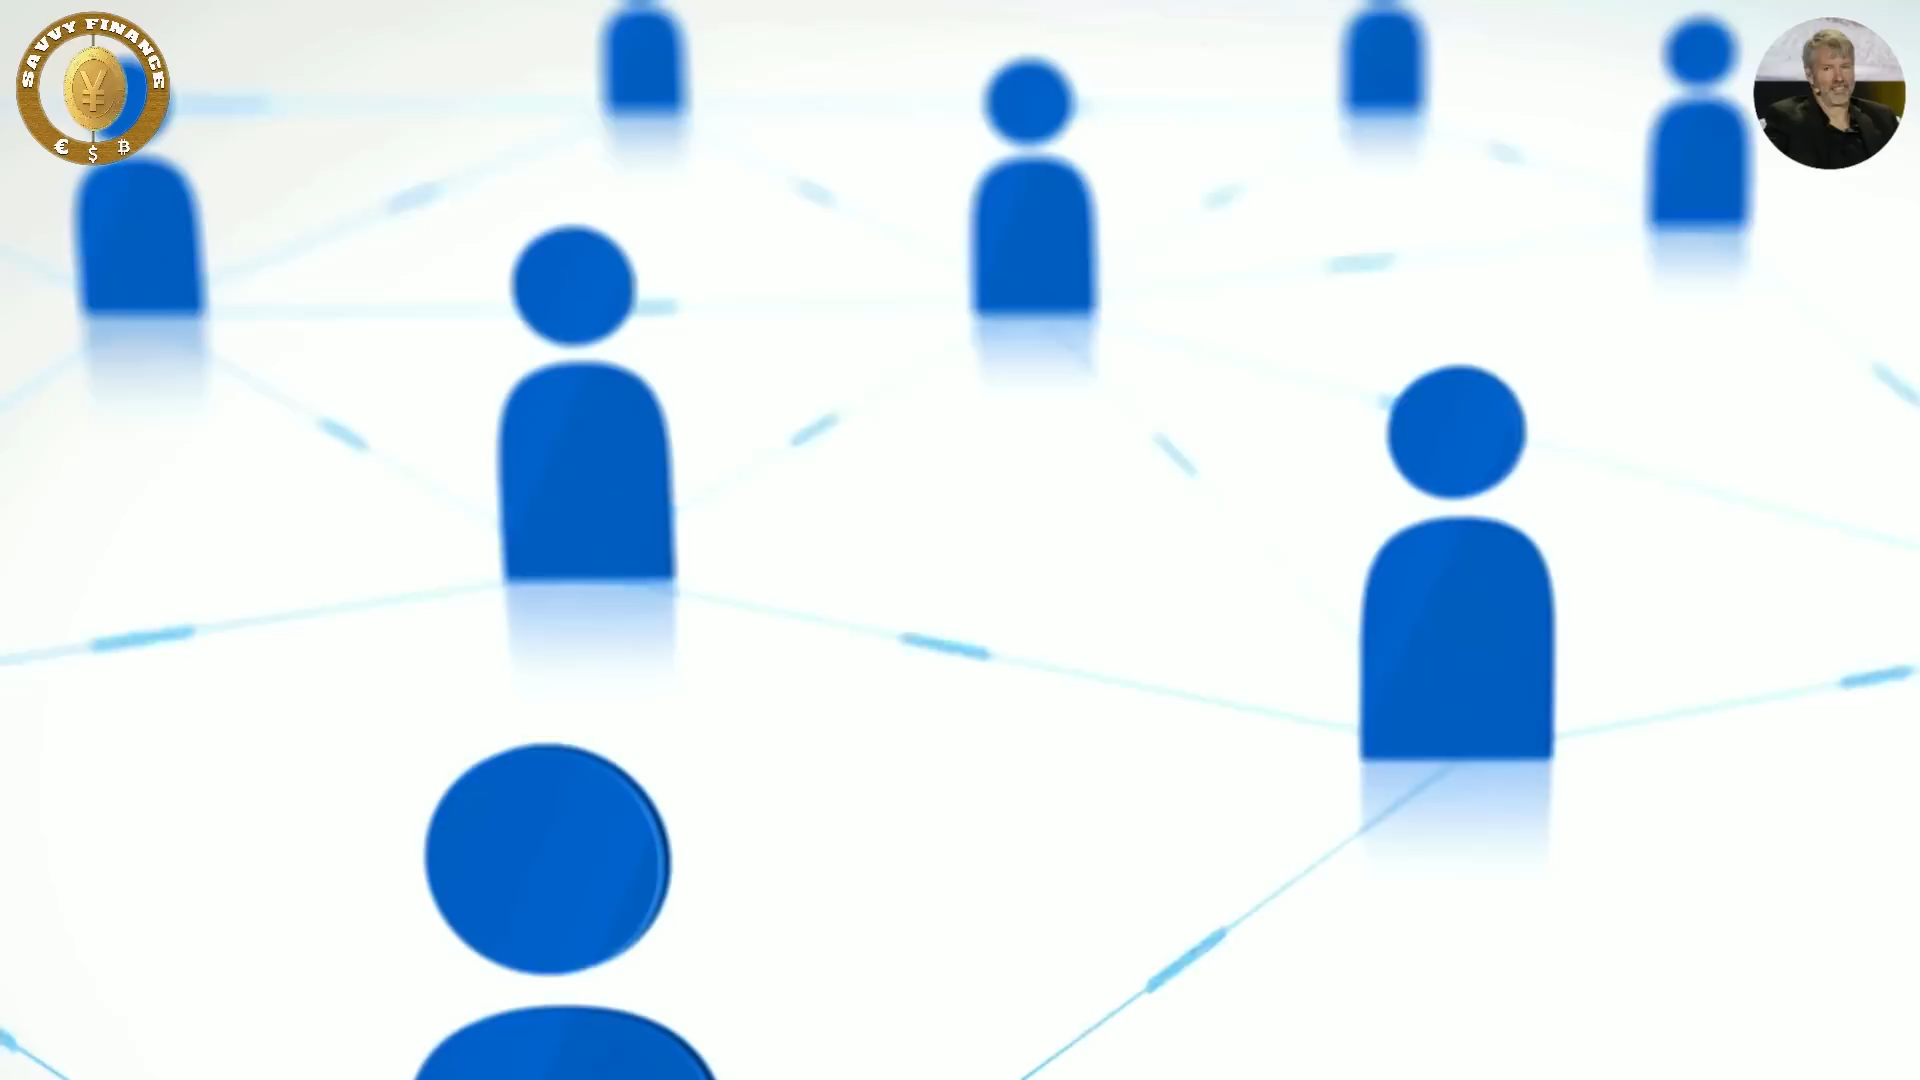 SAVVY FINANCE
¥
€ $ ₿